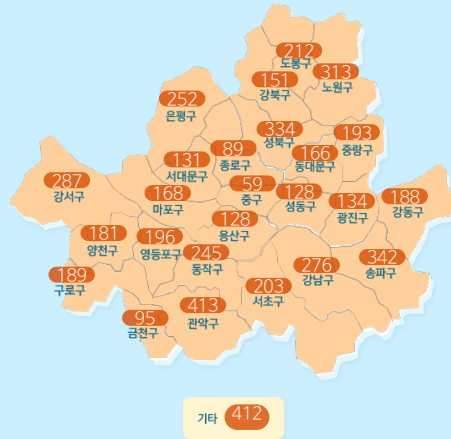 212
도봉구
313
노원구
151
강북구
252
은평구
334
성북구
193
중랑구
89
종로구
166
동대문구
131
서대문구
287
강서구
168
마포구
59
중구
128
성동구
134
광진구
188
강동구
128
용산구
181
양천구
196
영등포구
245
동작구
342
송파구
276
강남구
189
구로구
203
서초구
413
관악구
95
금천구
기타 412